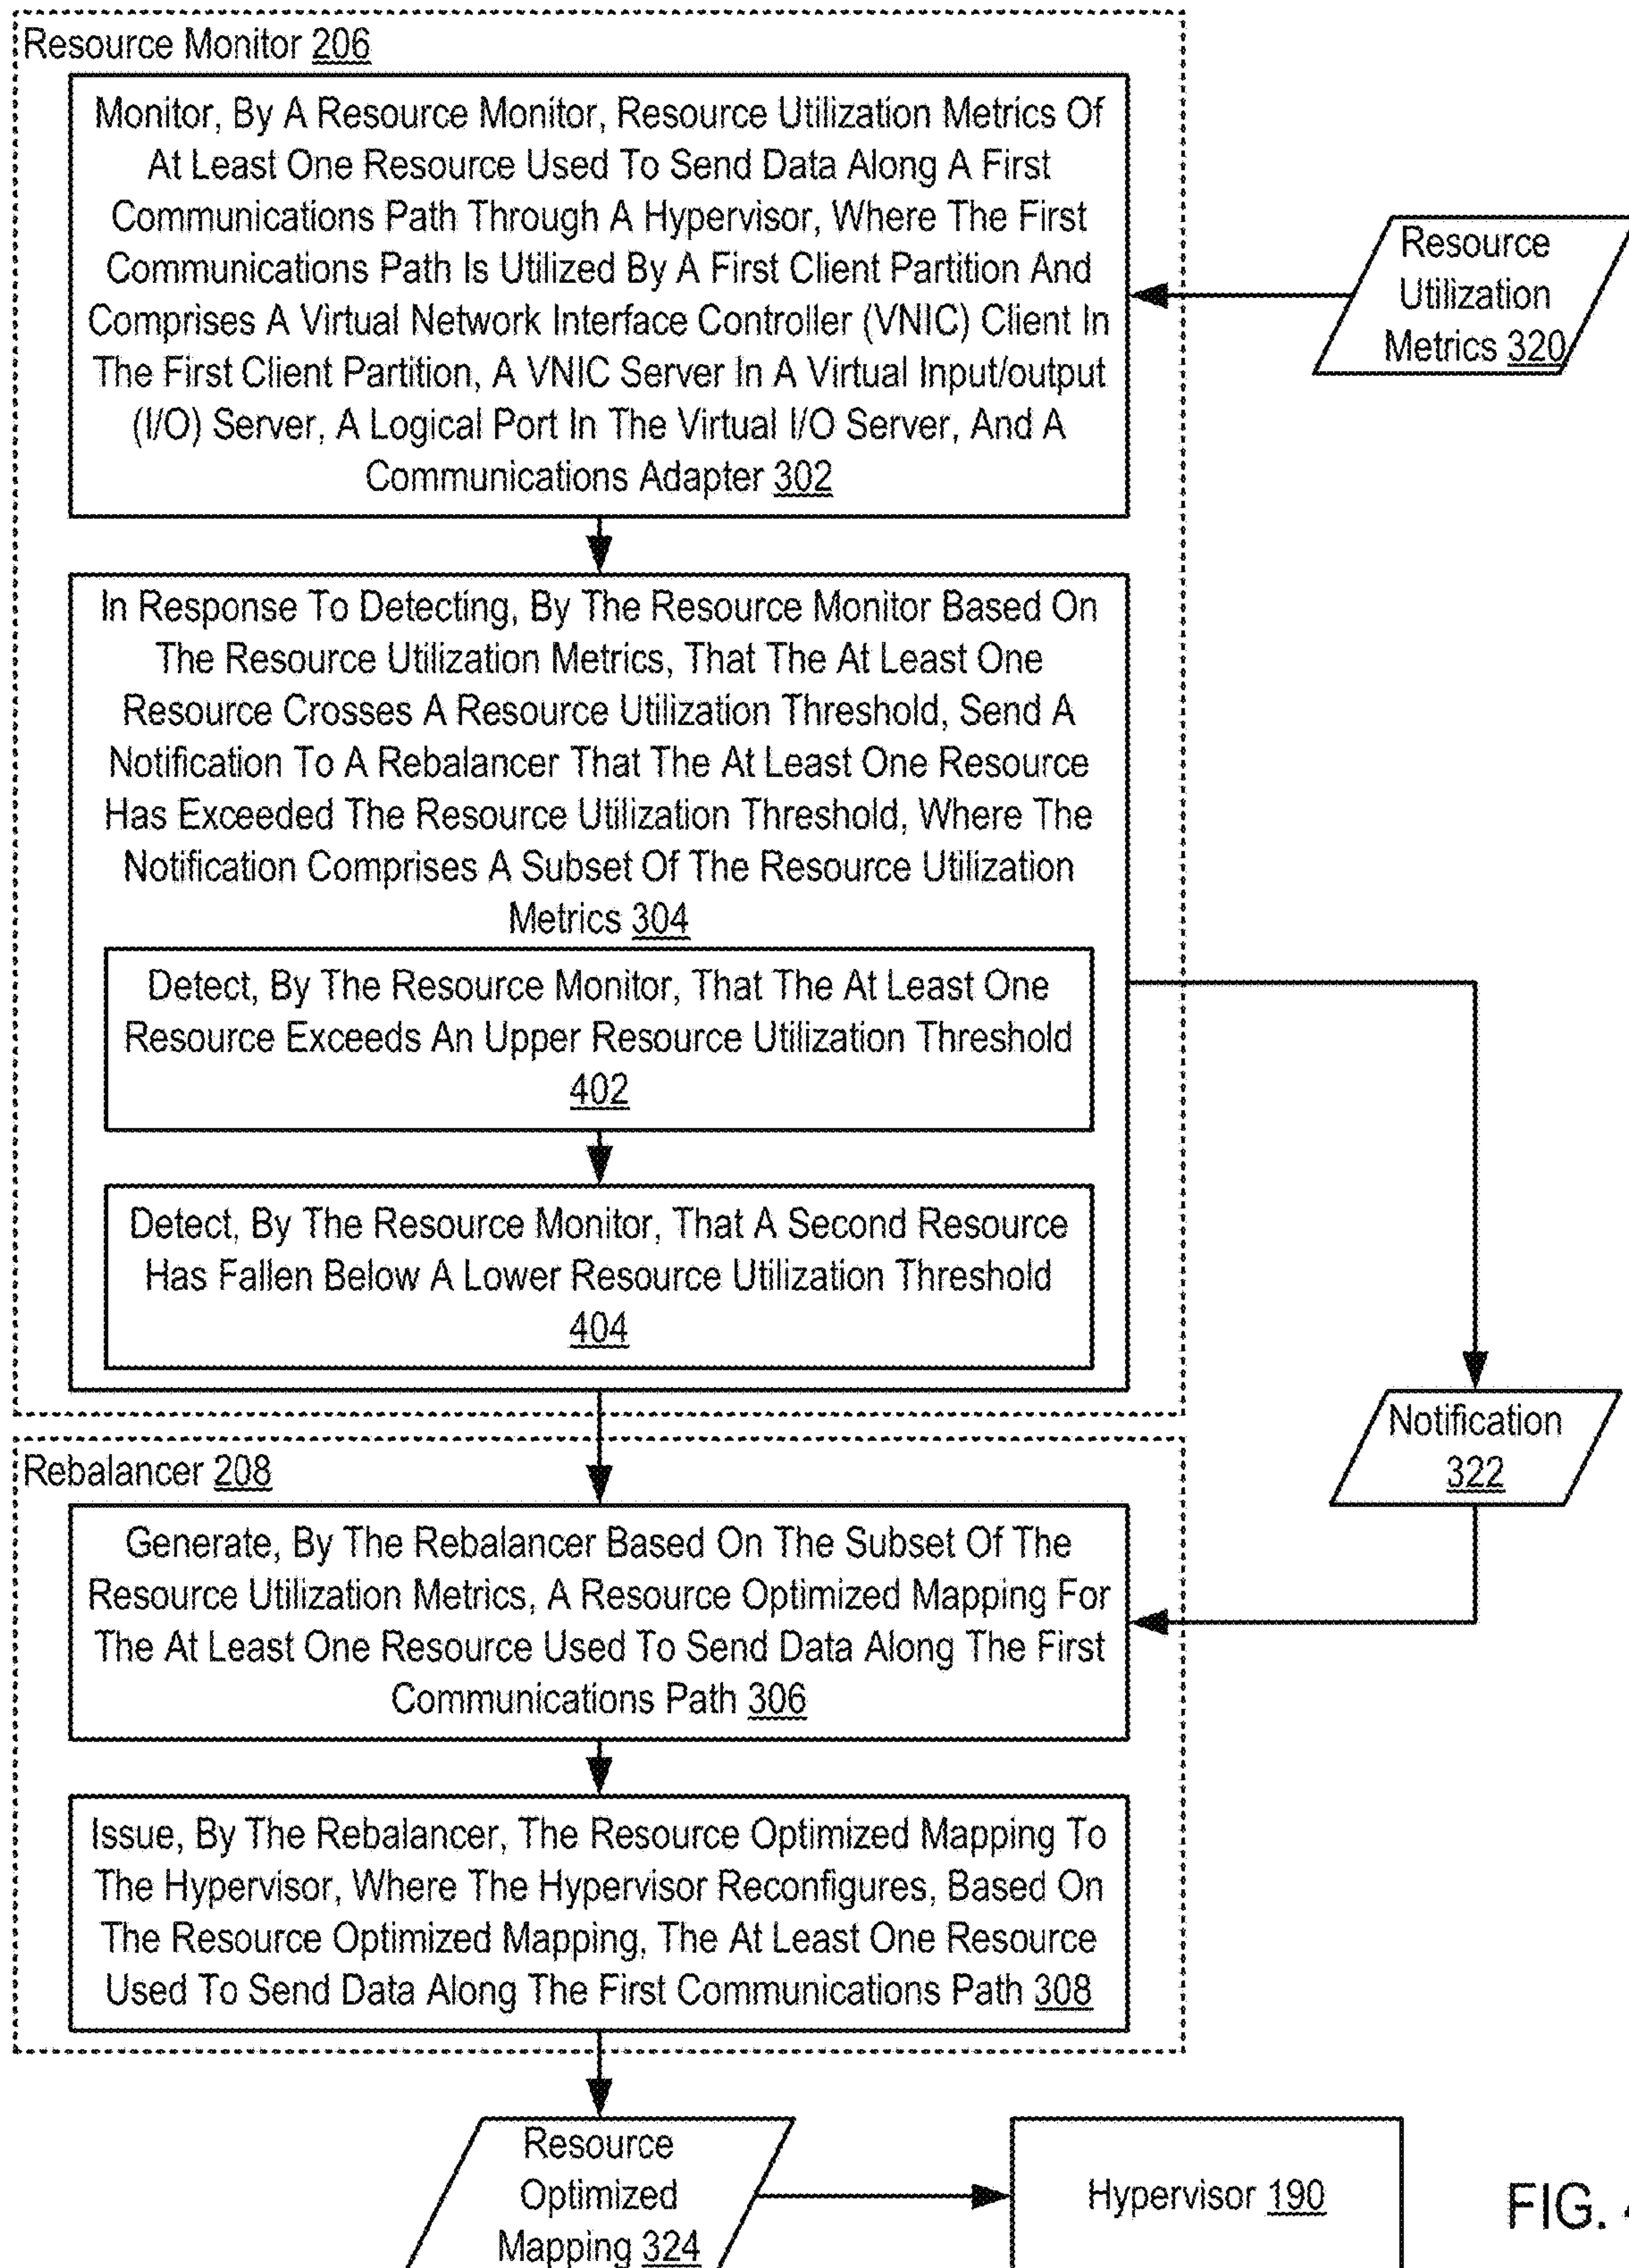 Resource Monitor 206
Monitor, By A Resource Monitor, Resource Utilization Metrics Of
At Least One Resource Used To Send Data Along A First
Communications Path Through A Hypervisor, Where The First
Communications Path Is Utilized By A First Client Partition And
Comprises A Virtual Network Interface Controller (VNIC) Client In
The First Client Partition, A VNIC Server In A Virtual Input/output
(I/O) Server, A Logical Port In The Virtual I/O Server, And A
Communications Adapter 302
Resource
Utilization
Metrics 320
In Response To Detecting, By The Resource Monitor Based On
The Resource Utilization Metrics, That The At Least One
Resource Crosses A Resource Utilization Threshold, Send A
Notification To A Rebalancer That The At Least One Resource
Has Exceeded The Resource Utilization Threshold, Where The
Notification Comprises A Subset Of The Resource Utilization
Metrics 304
Detect, By The Resource Monitor, That The At Least One
Resource Exceeds An Upper Resource Utilization Threshold
402
Detect, By The Resource Monitor, That A Second Resource
Has Fallen Below A Lower Resource Utilization Threshold
404
Notification
322
Rebalancer 208
Generate, By The Rebalancer Based On The Subset Of The
Resource Utilization Metrics, A Resource Optimized Mapping For
The At Least One Resource Used To Send Data Along The First
Communications Path 306
Issue, By The Rebalancer, The Resource Optimized Mapping To
The Hypervisor, Where The Hypervisor Reconfigures, Based On
The Resource Optimized Mapping, The At Least One Resource
Used To Send Data Along The First Communications Path 308
Resource
Optimized
Mapping 324
Hypervisor 190
FIG.